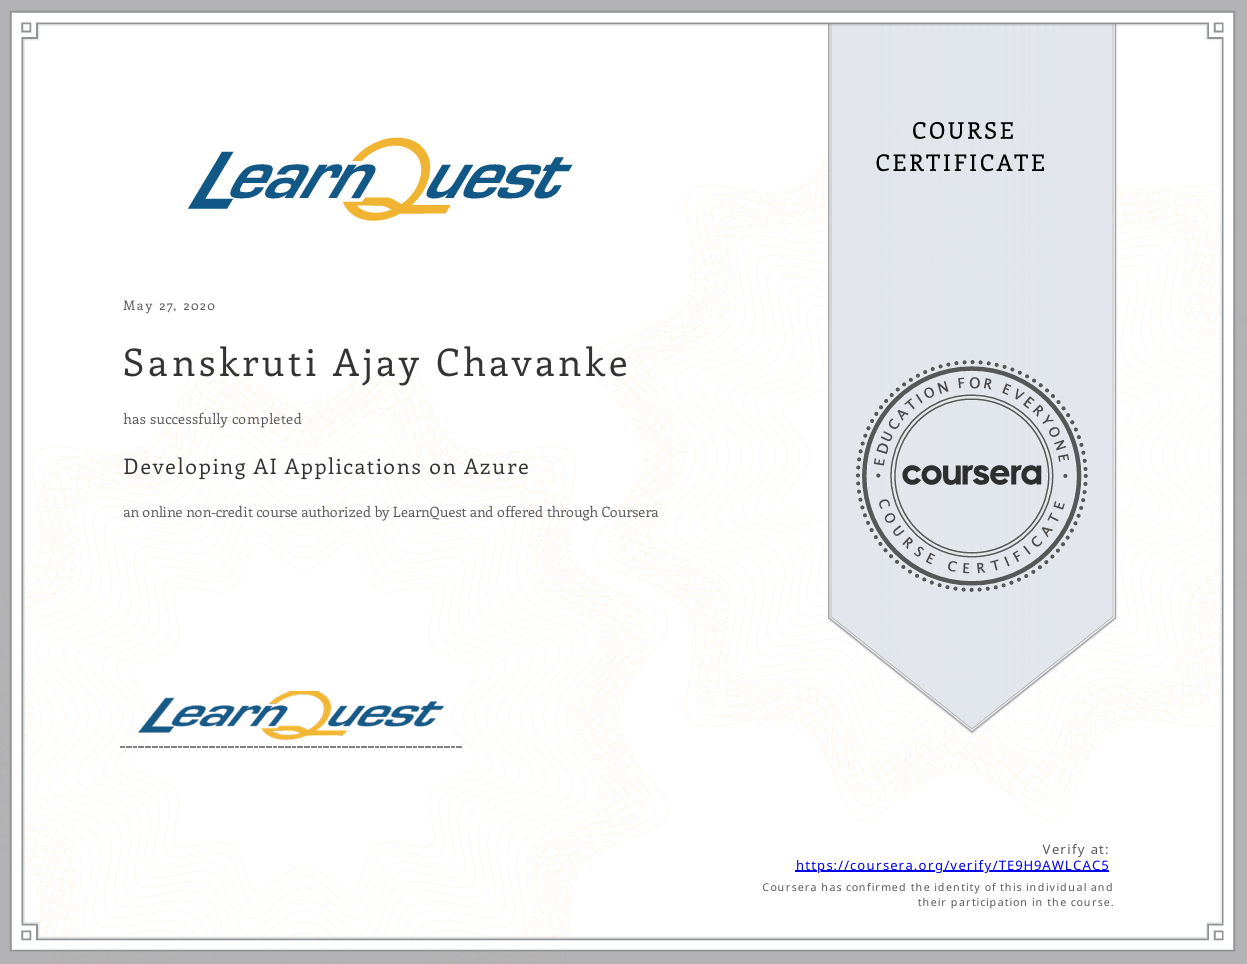 LearnQuest
COURSE
CERTIFICATE
May 27, 2020
Sanskruti Ajay Chavanke
has successfully completed
Developing AI Applications on Azure
an online non-credit course authorized by LearnQuest and offered through Coursera
EDUCATION FOR EVERYONE
coursera
COURSE CERTIFICATE
LearnQuest
Verify at:
https://coursera.org/verify/TE9H9AWLCAC5
Coursera has confirmed the identity of this individual and
their participation in the course.